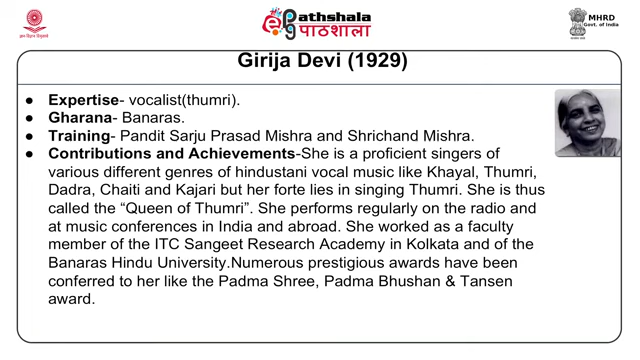 Pathshala
पाठशाला
MHRD
Govt. of India
Girija Devi (1929)
● Expertise- vocalist(thumri).
● Gharana- Banaras.
● Training- Pandit Sarju Prasad Mishra and Shrichand Mishra.
● Contributions and Achievements-She is a proficient singers of
various different genres of hindustani vocal music like Khayal, Thumri,
Dadra, Chaiti and Kajari but her forte lies in singing Thumri. She is thus
called the “Queen of Thumri”. She performs regularly on the radio and
at music conferences in India and abroad. She worked as a faculty
member of the ITC Sangeet Research Academy in Kolkata and of the
Banaras Hindu University.Numerous prestigious awards have been
conferred to her like the Padma Shree, Padma Bhushan & Tansen
award.